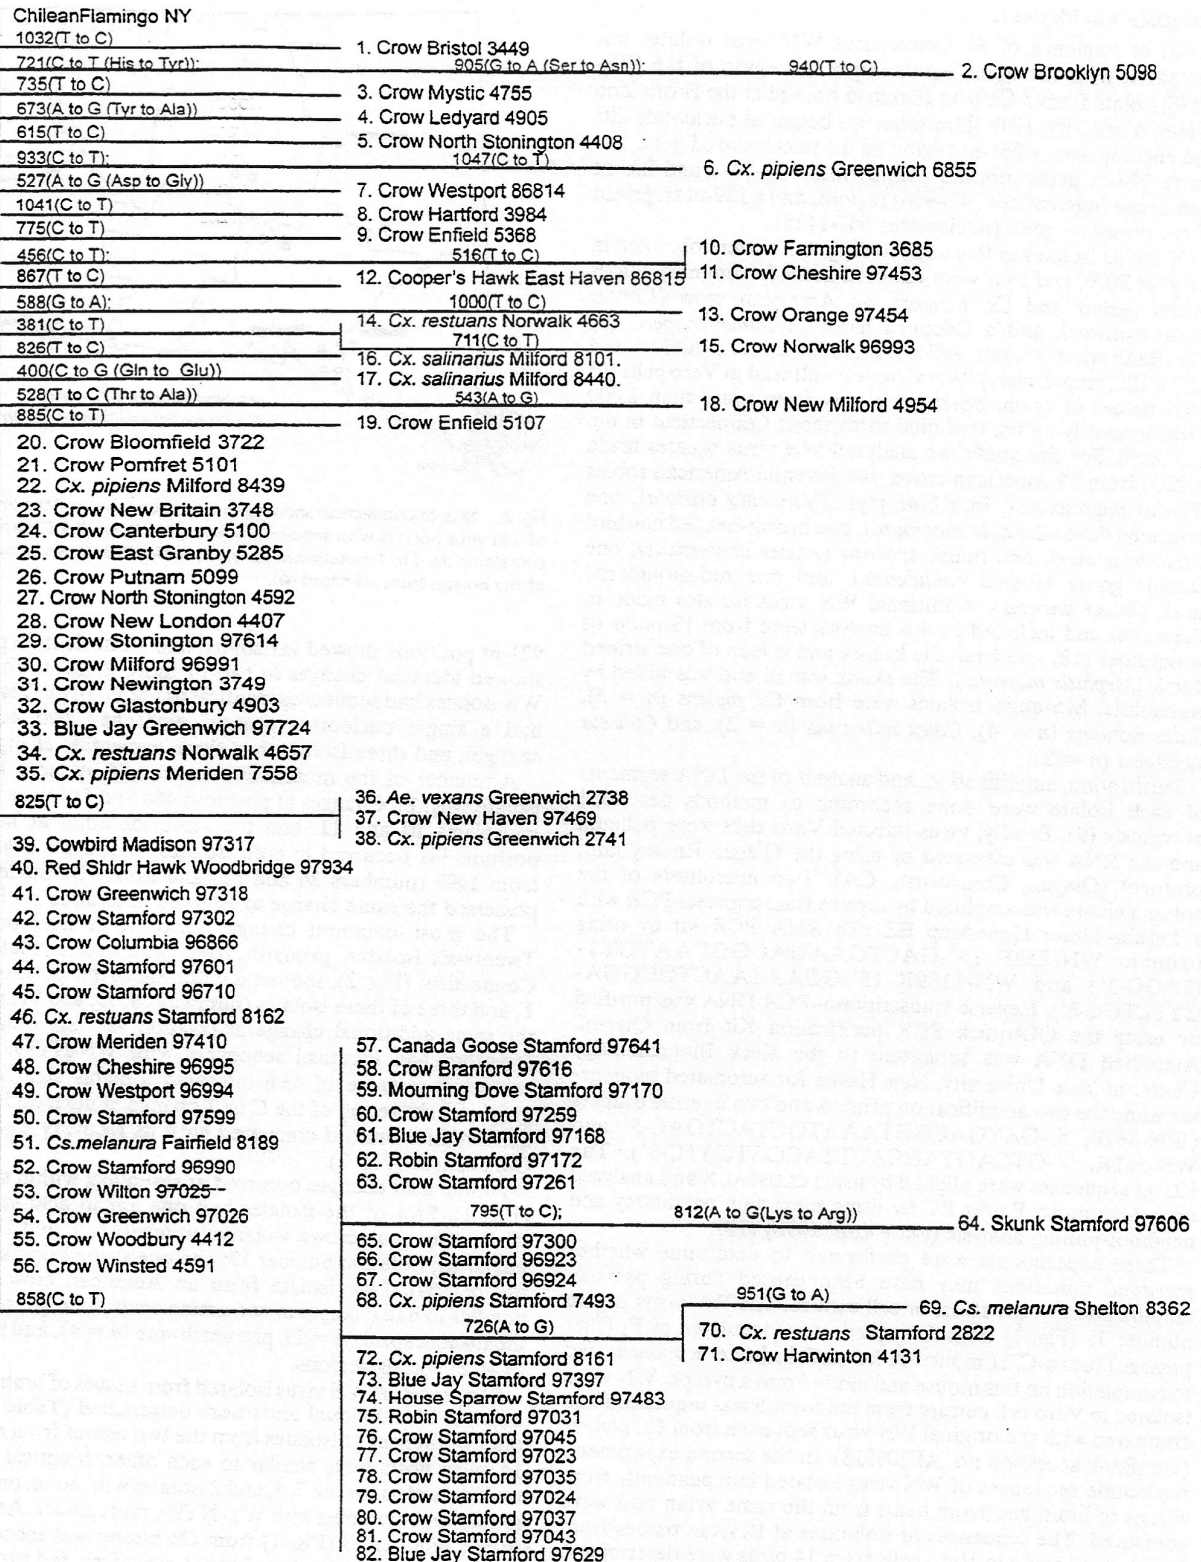 ChileanFlamingo NY
1032(T to C)
1. Crow Bristol 3449
721(C to T (His to Tyr)); 905(G to A (Ser to Asn)); 940(T to C) 2. Crow Brooklyn 5098
735(T to C)
3. Crow Mystic 4755
673(A to G (Tyr to Ala))
4. Crow Ledyard 4905
615(T to C)
5. Crow North Stonington 4408
933(C to T); 1047(C to T) 6. Cx. pipiens Greenwich 6855
527(A to G (Asp to Gly))
7. Crow Westport 86814
1041(C to T)
8. Crow Hartford 3984
775(C to T)
9. Crow Enfield 5368
456(C to T); 516(T to C) 10. Crow Farmington 3685
11. Crow Cheshire 97453
867(T to C)
12. Cooper's Hawk East Haven 86815
588(G to A); 1000(T to C) 13. Crow Orange 97454
381(C to T)
14. Cx. restuans Norwalk 4663
711(C to T) 15. Crow Norwalk 96993
826(T to C)
16. Cx. salinarius Milford 8101.
400(C to G (Gln to Glu))
17. Cx. salinarius Milford 8440.
528(T to C (Thr to Ala)) 543(A to G) 18. Crow New Milford 4954
885(C to T)
19. Crow Enfield 5107
20. Crow Bloomfield 3722
21. Crow Pomfret 5101
22. Cx. pipiens Milford 8439
23. Crow New Britain 3748
24. Crow Canterbury 5100
25. Crow East Granby 5285
26. Crow Putnam 5099
27. Crow North Stonington 4592
28. Crow New London 4407
29. Crow Stonington 97614
30. Crow Milford 96991
31. Crow Newington 3749
32. Crow Glastonbury 4903
33. Blue Jay Greenwich 97724
34. Cx. restuans Norwalk 4657
35. Cx. pipiens Meriden 7558
825(T to C)
36. Ae. vexans Greenwich 2738
37. Crow New Haven 97469
38. Cx. pipiens Greenwich 2741
39. Cowbird Madison 97317
40. Red Shldr Hawk Woodbridge 97934
41. Crow Greenwich 97318
42. Crow Stamford 97302
43. Crow Columbia 96866
44. Crow Stamford 97601
45. Crow Stamford 96710
46. Cx. restuans Stamford 8162
47. Crow Meriden 97410
48. Crow Cheshire 96995
49. Crow Westport 96994
50. Crow Stamford 97599
51. Cs.melanura Fairfield 8189
52. Crow Stamford 96990
53. Crow Wilton 97025
54. Crow Greenwich 97026
55. Crow Woodbury 4412
56. Crow Winsted 4591
858(C to T)
57. Canada Goose Stamford 97641
58. Crow Branford 97616
59. Mourning Dove Stamford 97170
60. Crow Stamford 97259
61. Blue Jay Stamford 97168
62. Robin Stamford 97172
63. Crow Stamford 97261
795(T to C); 812(A to G(Lys to Arg)) 64. Skunk Stamford 97606
65. Crow Stamford 97300
66. Crow Stamford 96923
67. Crow Stamford 96924
68. Cx. pipiens Stamford 7493
726(A to G) 951(G to A) 69. Cs. melanura Shelton 8362
70. Cx. restuans Stamford 2822
71. Crow Harwinton 4131
72. Cx. pipiens Stamford 8161
73. Blue Jay Stamford 97397
74. House Sparrow Stamford 97483
75. Robin Stamford 97031
76. Crow Stamford 97045
77. Crow Stamford 97023
78. Crow Stamford 97035
79. Crow Stamford 97024
80. Crow Stamford 97037
81. Crow Stamford 97043
82. Blue Jay Stamford 97629